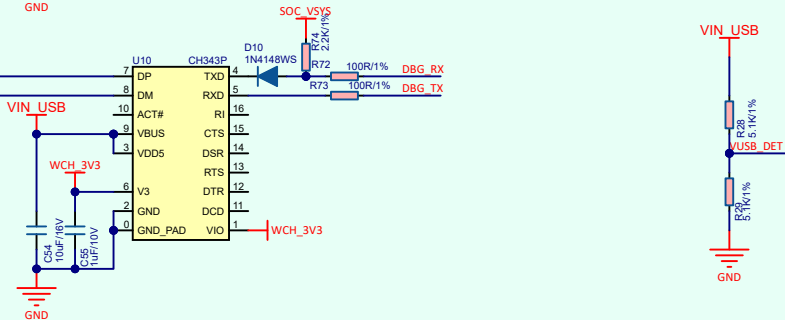 GND
SOC_VSYS
R74
2.2K/1%
VIN_USB
D10
1N4148WS
U10
CH343P
R72
100R/1%
DBG_RX
7
DP
TXD
4
R73
100R/1%
DBG_TX
8
DM
RXD
5
VIN_USB
10
ACT#
RI
16
R28
5.1K/1%
9
VBUS
CTS
15
3
VDD5
DSR
14
VUSB_DET
WCH_3V3
RTS
13
6
V3
DTR
12
R29
5.1K/1%
2
GND
DCD
11
0
GND_PAD
VIO
1
WCH_3V3
C54
10uF/16V
C55
1uF/10V
GND
GND